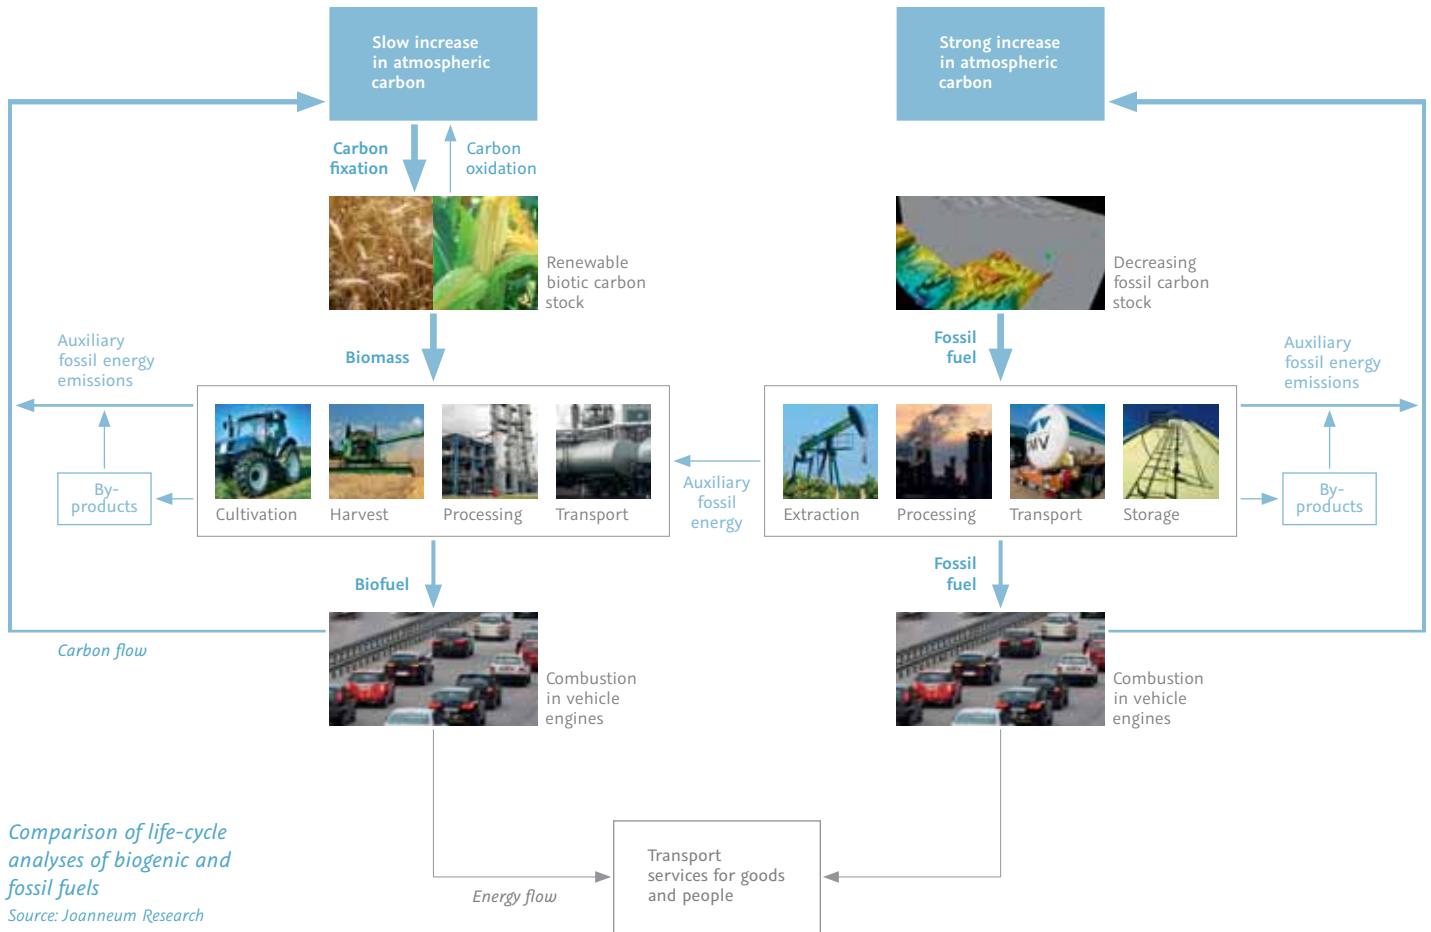 Slow increase
in atmospheric
carbon
Strong increase
in atmospheric
carbon
Carbon
fixation
Carbon
oxidation
Renewable
biotic carbon
stock
Decreasing
fossil carbon
stock
Auxiliary
fossil energy
emissions
Biomass
Fossil
fuel
Auxiliary
fossil energy
emissions
By-
products
Cultivation
Harvest
Processing
Transport
Auxiliary
fossil
energy
MV
Extraction
Processing
Transport
Storage
By-
products
Biofuel
Fossil
fuel
Carbon flow
Combustion
in vehicle
engines
Combustion
in vehicle
engines
Transport
services for goods
and people
Energy flow
Comparison of life-cycle
analyses of biogenic and
fossil fuels
Source: Joanneum Research